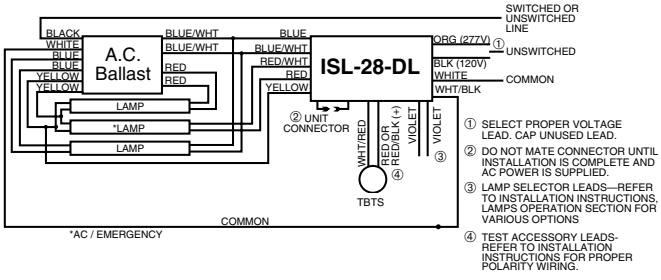 SWITCHED OR
UNSWITCHED
LINE
BLACK
WHITE
BLUE
BLUE
YELLOW
YELLOW
A.C.
Ballast
BLUE/WHT
BLUE/WHT
RED
RED
BLUE
BLUE/WHT
RED/WHT
RED
YELLOW
ISL-28-DL
ORG (277V)
①
UNSWITCHED
BLK (120V)
WHITE
COMMON
WHT/BLK
LAMP
*LAMP
LAMP
② UNIT
CONNECTOR
WHT/RED
RED OR
RED/BLK (+)
VIOLET
VIOLET
③
④
TBTS
COMMON
*AC / EMERGENCY
① SELECT PROPER VOLTAGE
LEAD. CAP UNUSED LEAD.
② DO NOT MATE CONNECTOR UNTIL
INSTALLATION IS COMPLETE AND
AC POWER IS SUPPLIED.
③ LAMP SELECTOR LEADS—REFER
TO INSTALLATION INSTRUCTIONS,
LAMPS OPERATION SECTION FOR
VARIOUS OPTIONS
④ TEST ACCESSORY LEADS-
REFER TO INSTALLATION
INSTRUCTIONS FOR PROPER
POLARITY WIRING.